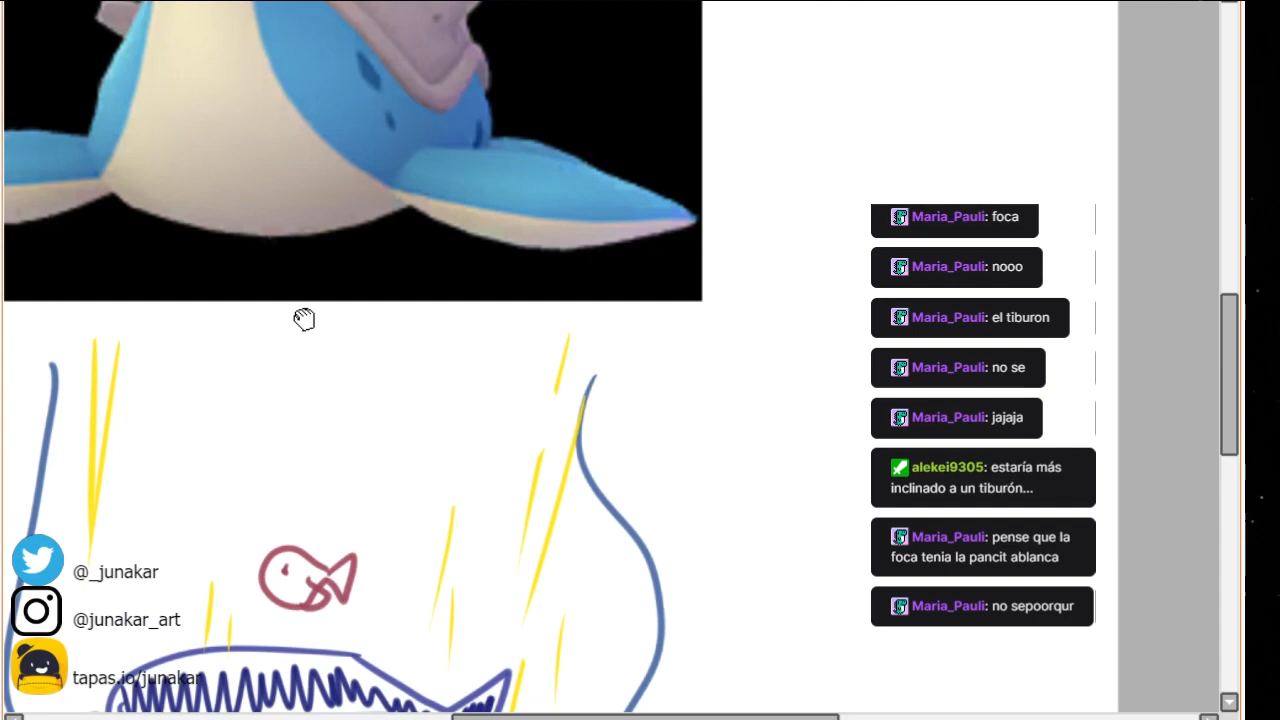 Maria_Pauli: foca
Maria_Pauli: nooo
Maria_Pauli: el tiburon
Maria_Pauli: no se
Maria_Pauli: jajaja
alekei9305: estaría más
inclinado a un tiburón...
Maria_Pauli: pense que la
foca tenia la pancit ablanca
Maria_Pauli: no sepoorqur
@_junakar
@junakar_art
tapas.io/junakar